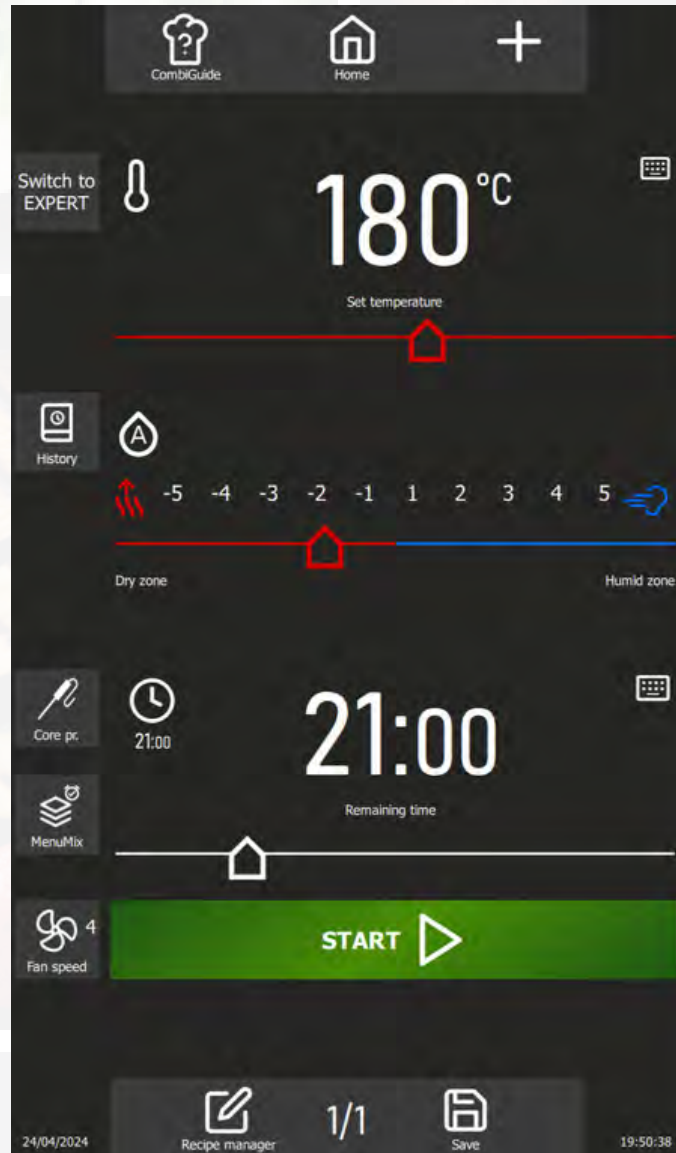 CombiGuide
Home
Switch to
EXPERT
180 °C
Set temperature
History
A
-5 -4 -3 -2 -1 1 2 3 4 5
Dry zone
Humid zone
Core pr.
21:00
21:00
Remaining time
MenuMix
4
Fan speed
START
Recipe manager
1/1
Save
24/04/2024
19:50:38